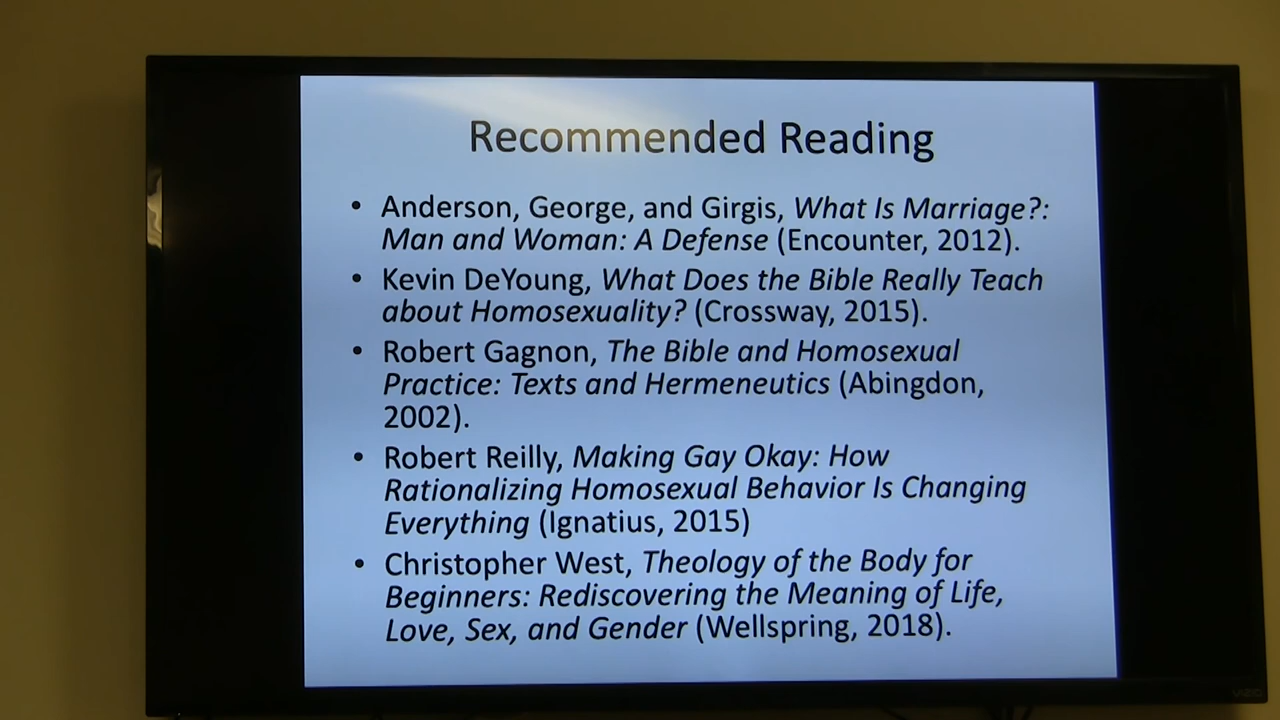 Recommended Reading
• Anderson, George, and Girgis, What Is Marriage?:
Man and Woman: A Defense (Encounter, 2012).
• Kevin DeYoung, What Does the Bible Really Teach
about Homosexuality? (Crossway, 2015).
• Robert Gagnon, The Bible and Homosexual
Practice: Texts and Hermeneutics (Abingdon,
2002).
• Robert Reilly, Making Gay Okay: How
Rationalizing Homosexual Behavior Is Changing
Everything (Ignatius, 2015)
• Christopher West, Theology of the Body for
Beginners: Rediscovering the Meaning of Life,
Love, Sex, and Gender (Wellspring, 2018).
VIZIO